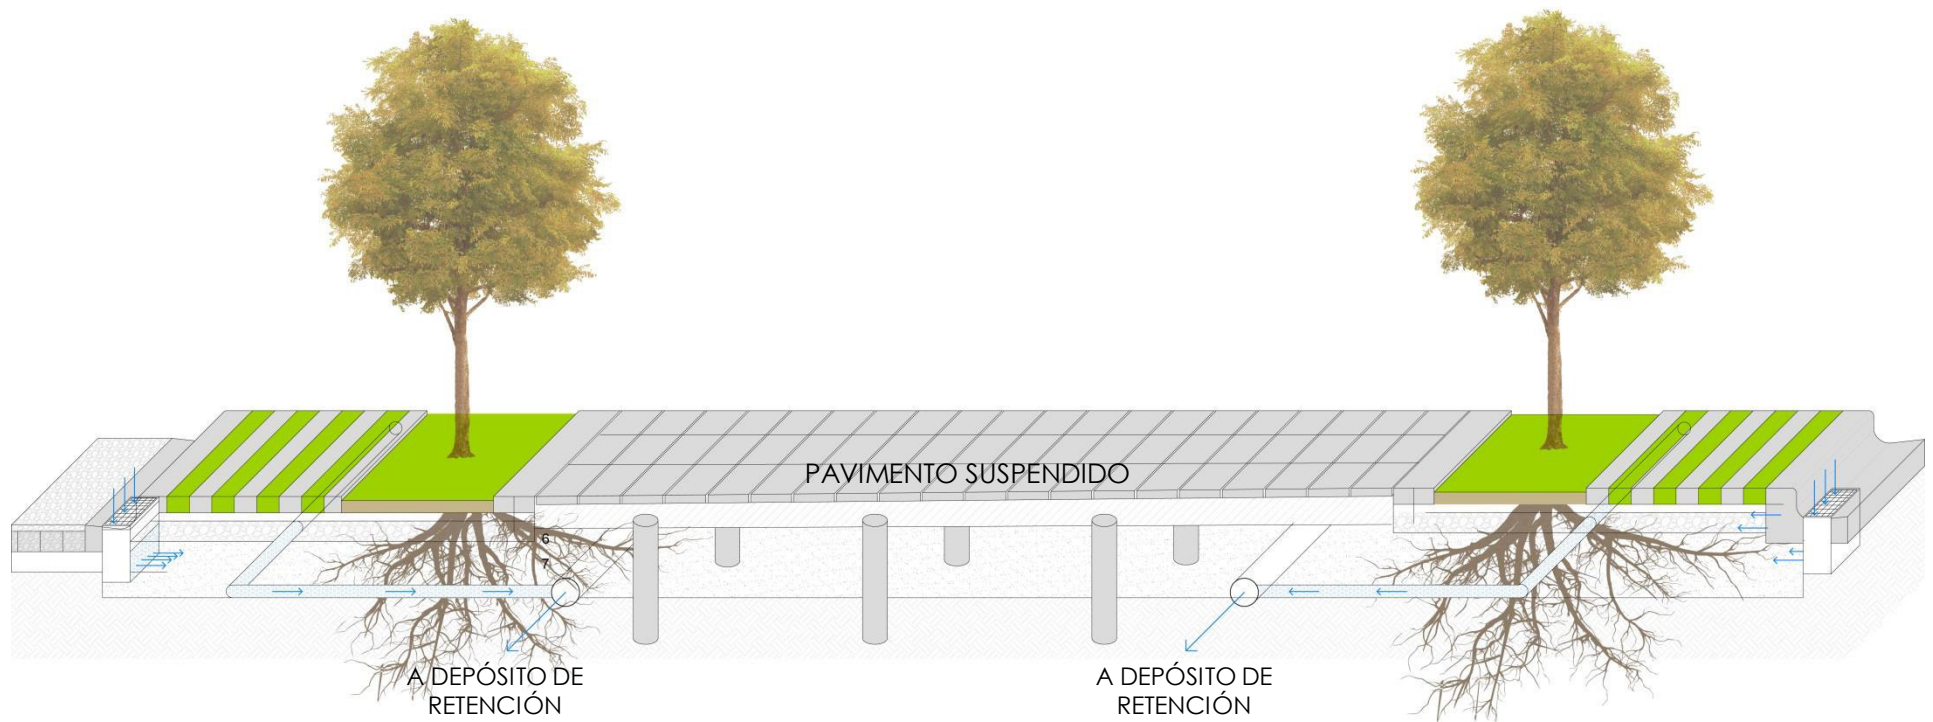 PAVIMENTO SUSPENDIDO
6
7
A DEPÓSITO DE
RETENCIÓN
A DEPÓSITO DE
RETENCIÓN